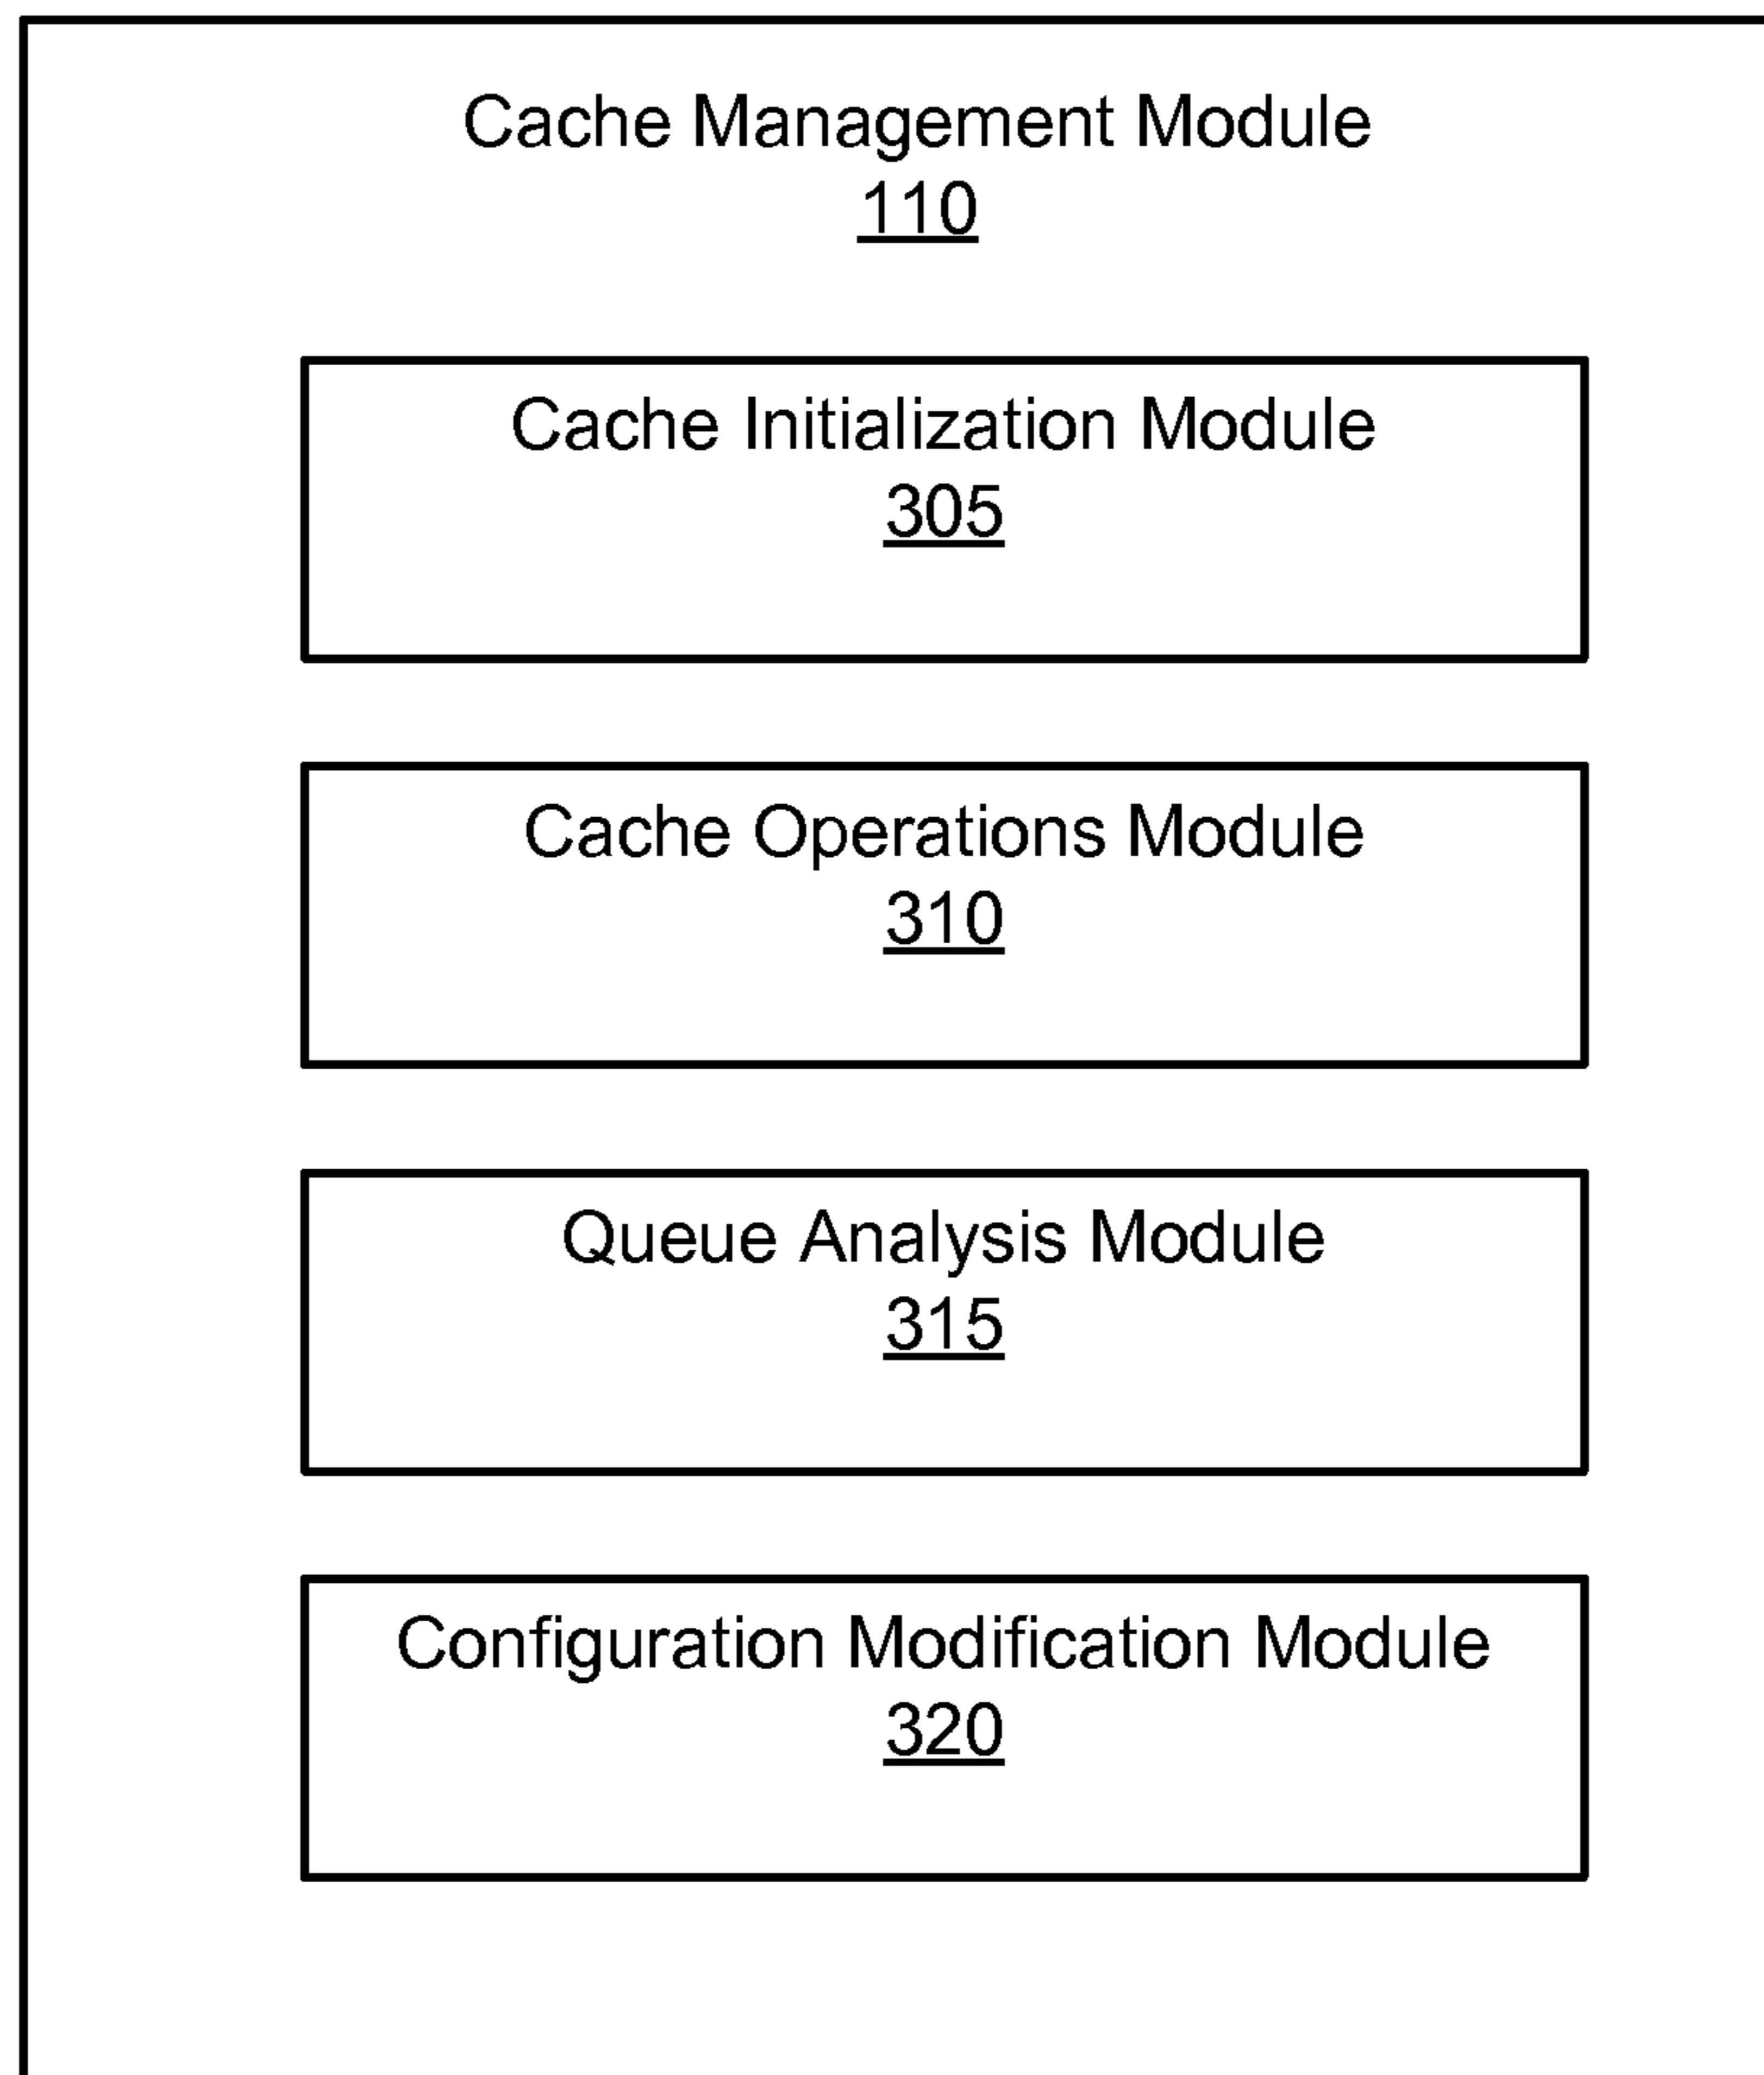 Cache Management Module
110
Cache Initialization Module
305
Cache Operations Module
310
Queue Analysis Module
315
Configuration Modification Module
320